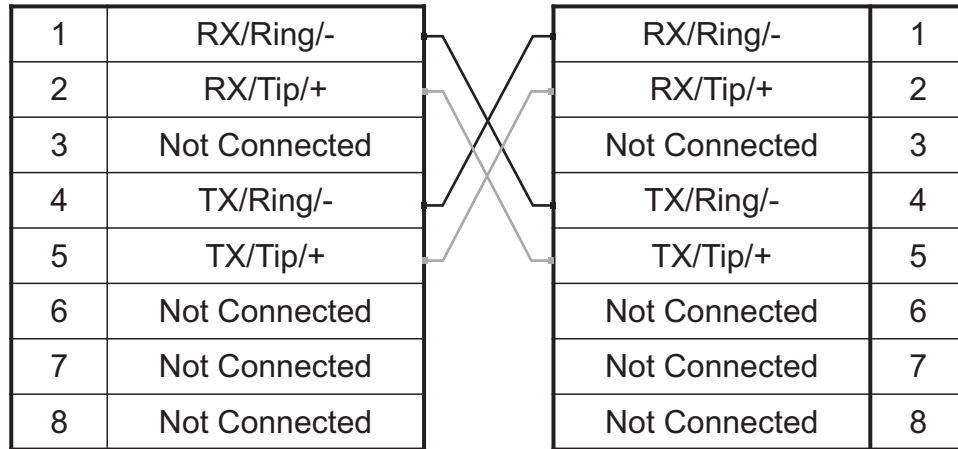 1 RX/Ring/- RX/Ring/- 1
2 RX/Tip/+ RX/Tip/+ 2
3 Not Connected Not Connected 3
4 TX/Ring/- TX/Ring/- 4
5 TX/Tip/+ TX/Tip/+ 5
6 Not Connected Not Connected 6
7 Not Connected Not Connected 7
8 Not Connected Not Connected 8